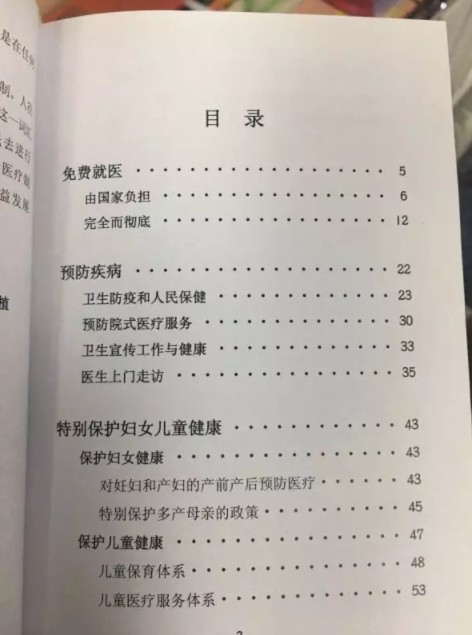 是在任何
制。人在
这一词汇
去进行
医疗制
益发展
植
目 录
免费就医 · · · · · · · · · · · · · · · 5
由国家负担 · · · · · · · · · · · · · 6
完全而彻底 · · · · · · · · · · · · · 12
预防疾病 · · · · · · · · · · · · · · · 22
卫生防疫和人民保健 · · · · · · · · · · 23
预防院式医疗服务 · · · · · · · · · · · 30
卫生宣传工作与健康 · · · · · · · · · · 33
医生上门走访 · · · · · · · · · · · · 35
特别保护妇女儿童健康 · · · · · · · · · 43
保护妇女健康 · · · · · · · · · · · · 43
对妊妇和产妇的产前产后预防医疗 · · · · · 43
特别保护多产母亲的政策 · · · · · · · · 45
保护儿童健康 · · · · · · · · · · · · 47
儿童保育体系 · · · · · · · · · · · 48
儿童医疗服务体系 · · · · · · · · · · 53